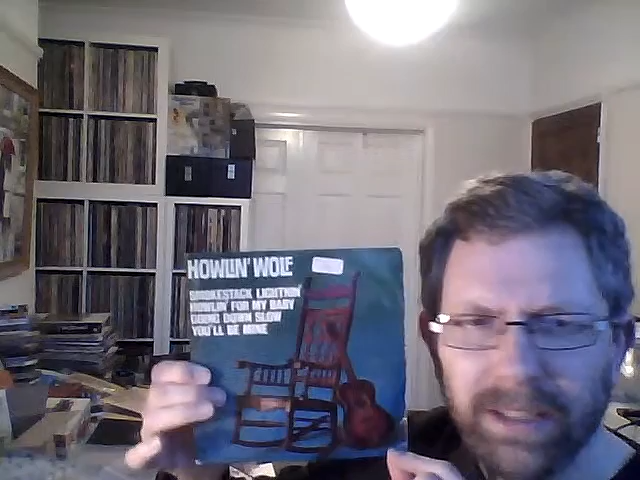 HOWLIN' WOLF
SMOKESTACK LIGHTNIN
HOWLIN' FOR MY BABY
GOING DOWN SLOW
YOU'LL BE MINE